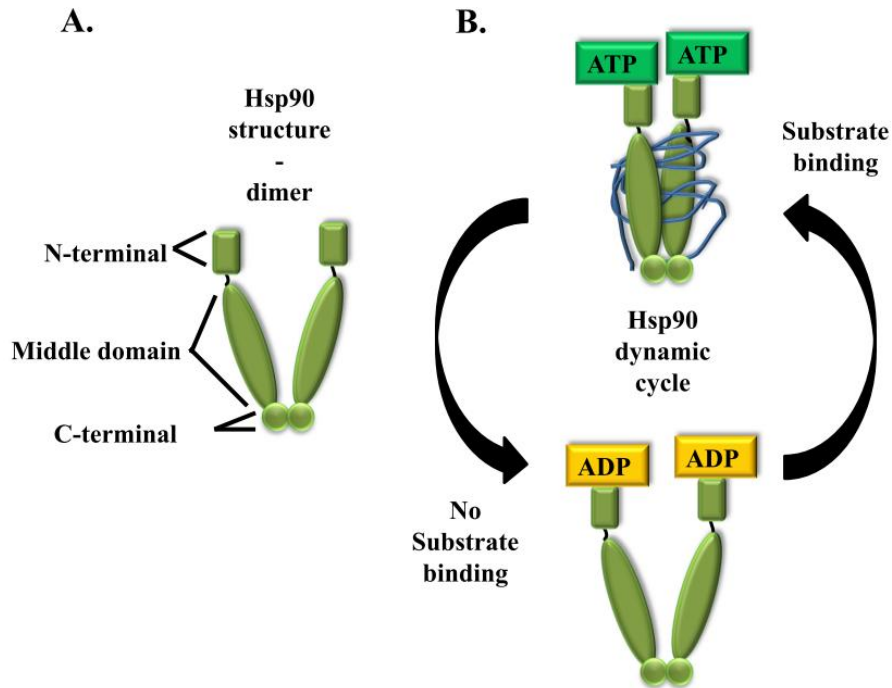 A.
Hsp90
structure
-
dimer
N-terminal
Middle domain
C-terminal
B.
ATP
ATP
Substrate
binding
Hsp90
dynamic
cycle
ADP
ADP
No
Substrate
binding